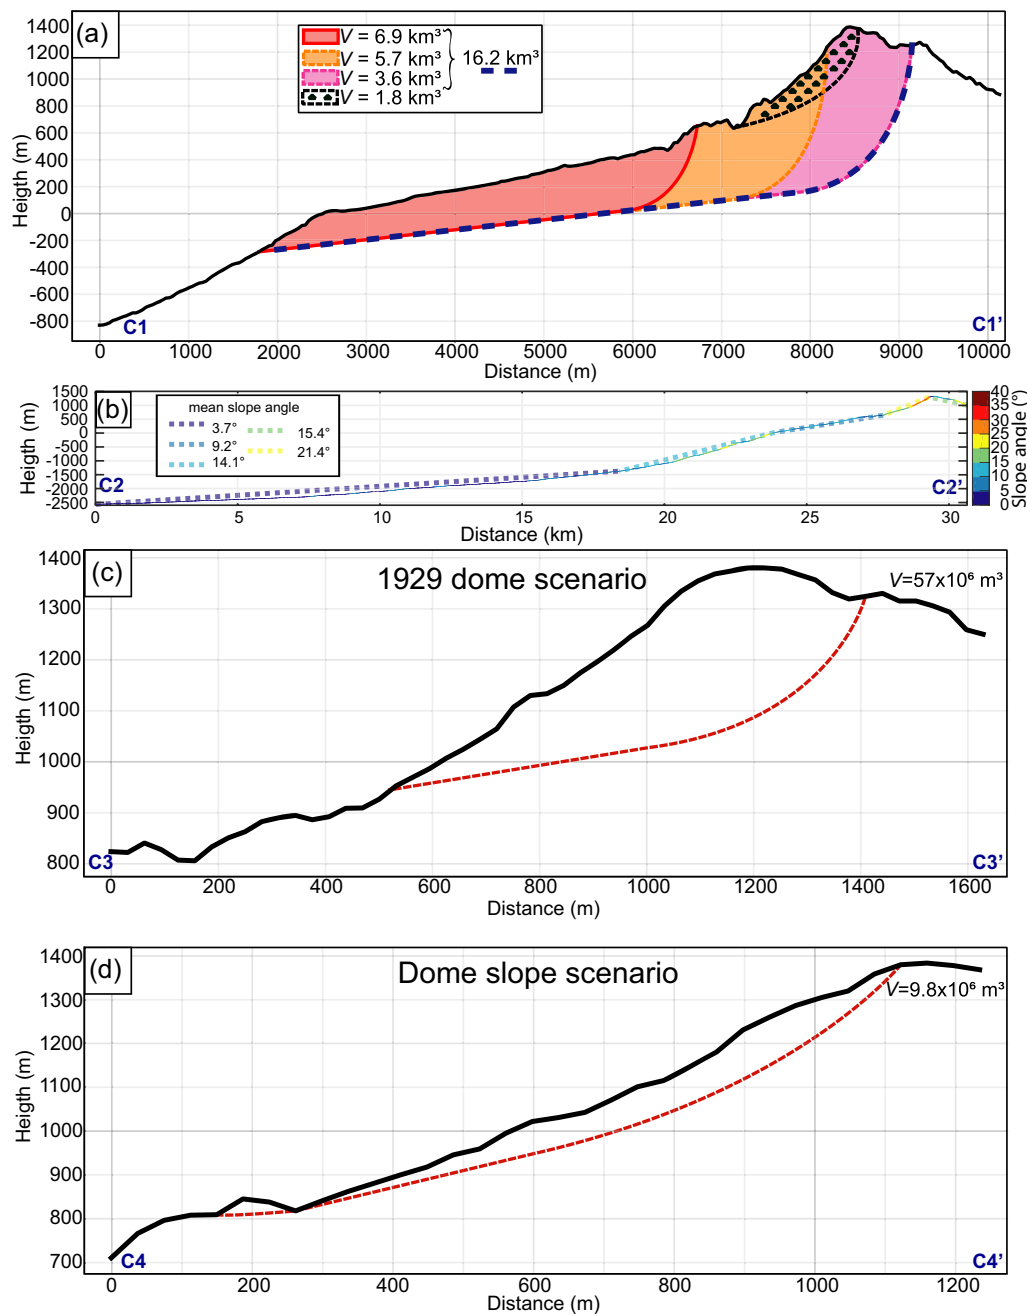 (a)
V = 6.9 km³
V = 5.7 km³
V = 3.6 km³
V = 1.8 km³
16.2 km³
1400
1200
1000
800
600
400
200
0
-200
-400
-600
-800
Heigth (m)
C1
C1'
0 1000 2000 3000 4000 5000 6000 7000 8000 9000 10000
Distance (m)
(b)
1500
1000
500
0
-500
-1000
-1500
-2000
-2500
Heigth (m)
mean slope angle
3.7°
9.2°
14.1°
15.4°
21.4°
C2
C2'
0 5 10 15 20 25 30
Distance (km)
40
35
30
25
20
15
10
5
0
Slope angle (°)
(c)
1929 dome scenario
V=57x10⁶ m³
1400
1300
1200
1100
1000
900
800
Heigth (m)
C3
C3'
0 200 400 600 800 1000 1200 1400 1600
Distance (m)
(d)
Dome slope scenario
V=9.8x10⁶ m³
1400
1300
1200
1100
1000
900
800
700
Heigth (m)
C4
C4'
0 200 400 600 800 1000 1200
Distance (m)